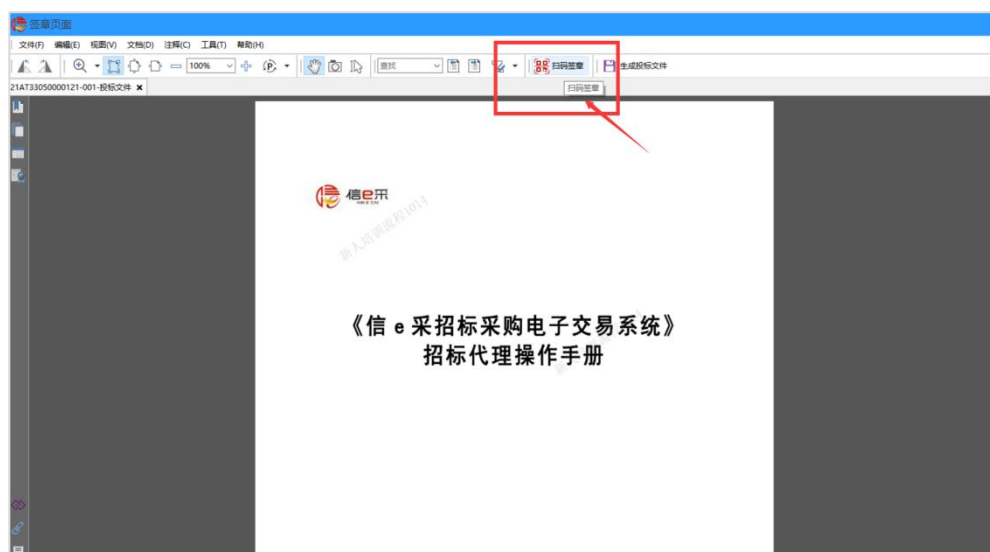 签章页面
文件(F) 编辑(E) 视图(V) 文档(D) 注释(C) 工具(T) 帮助(H)
100% 查找 扫码签章 生成投标文件
扫码签章
21AT33050000121-001-投标文件
信e采
新人培训流程1014
《信 e 采招标采购电子交易系统》
招标代理操作手册